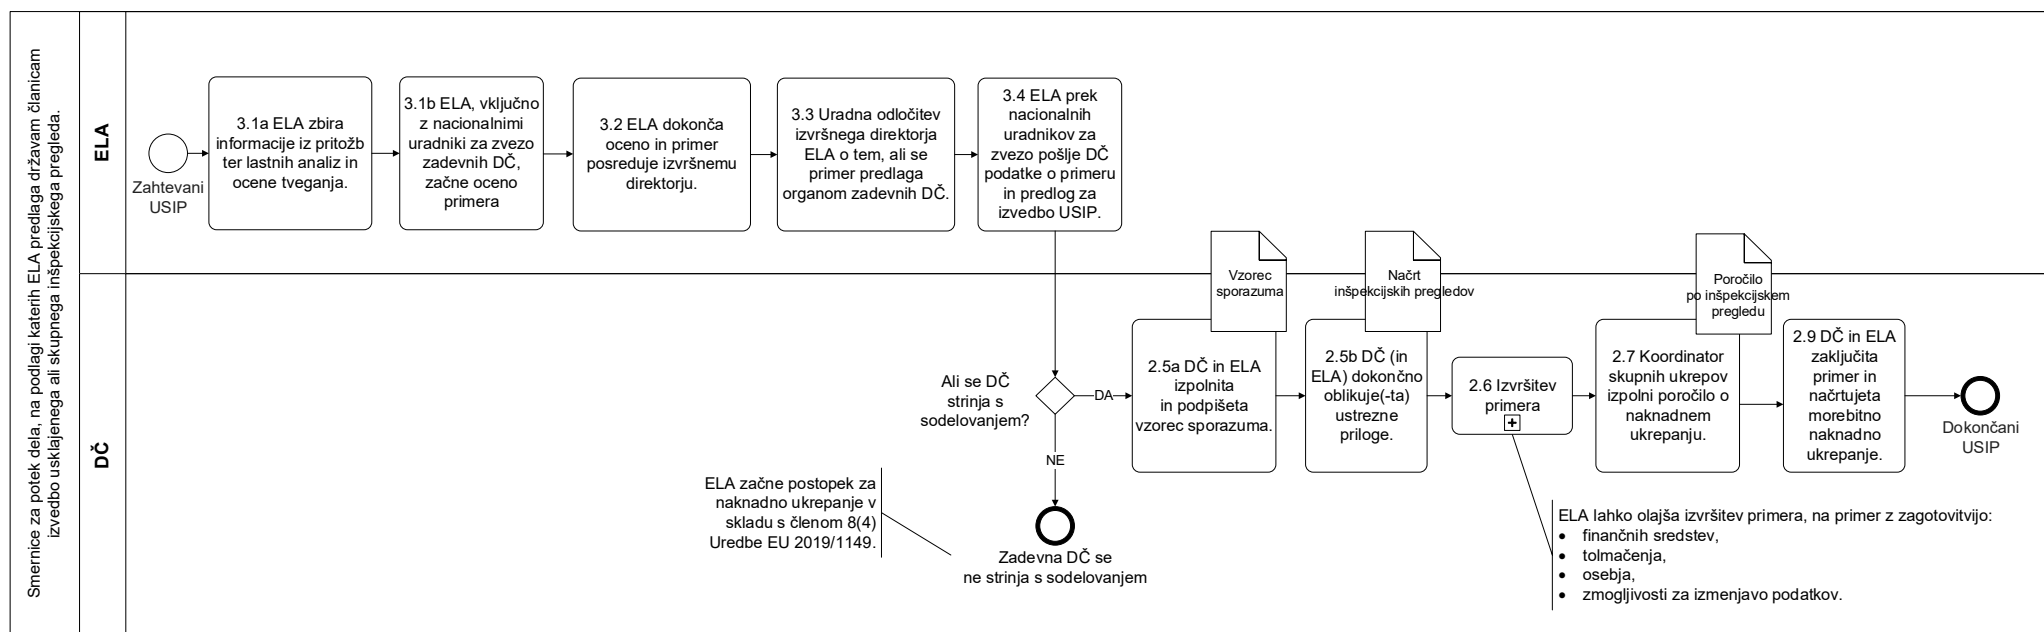 Smernice za potek dela, na podlagi katerih ELA predlaga državam članicam
izvedbo usklajenega ali skupnega inšpekcijskega pregleda.
ELA
Zahtevani
USIP
3.1a ELA zbira
informacije iz pritožb
ter lastnih analiz in
ocene tveganja.
3.1b ELA, vključno
z nacionalnimi
uradniki za zvezo
zadevnih DČ,
začne oceno
primera
3.2 ELA dokonča
oceno in primer
posreduje izvršnemu
direktorju.
3.3 Uradna odločitev
izvršnega direktorja
ELA o tem, ali se
primer predlaga
organom zadevnih DČ.
3.4 ELA prek
nacionalnih
uradnikov za
zvezo pošlje DČ
podatke o primeru
in predlog za
izvedbo USIP.
DČ
Ali se DČ
strinja s
sodelovanjem?
DA
NE
ELA začne postopek za
naknadno ukrepanje v
skladu s členom 8(4)
Uredbe EU 2019/1149.
Zadevna DČ se
ne strinja s sodelovanjem
Vzorec
sporazuma
2.5a DČ in ELA
izpolnita
in podpišeta
vzorec sporazuma.
Načrt
inšpekcijskih pregledov
2.5b DČ (in
ELA) dokončno
oblikuje(-ta)
ustrezne
priloge.
2.6 Izvršitev
primera
Poročilo
po inšpekcijskem
pregledu
2.7 Koordinator
skupnih ukrepov
izpolni poročilo o
naknadnem
ukrepanju.
2.9 DČ in ELA
zaključita
primer in
načrtujeta
morebitno
naknadno
ukrepanje.
Dokončani
USIP
ELA lahko olajša izvršitev primera, na primer z zagotovitvijo:
• finančnih sredstev,
• tolmačenja,
• osebja,
• zmogljivosti za izmenjavo podatkov.